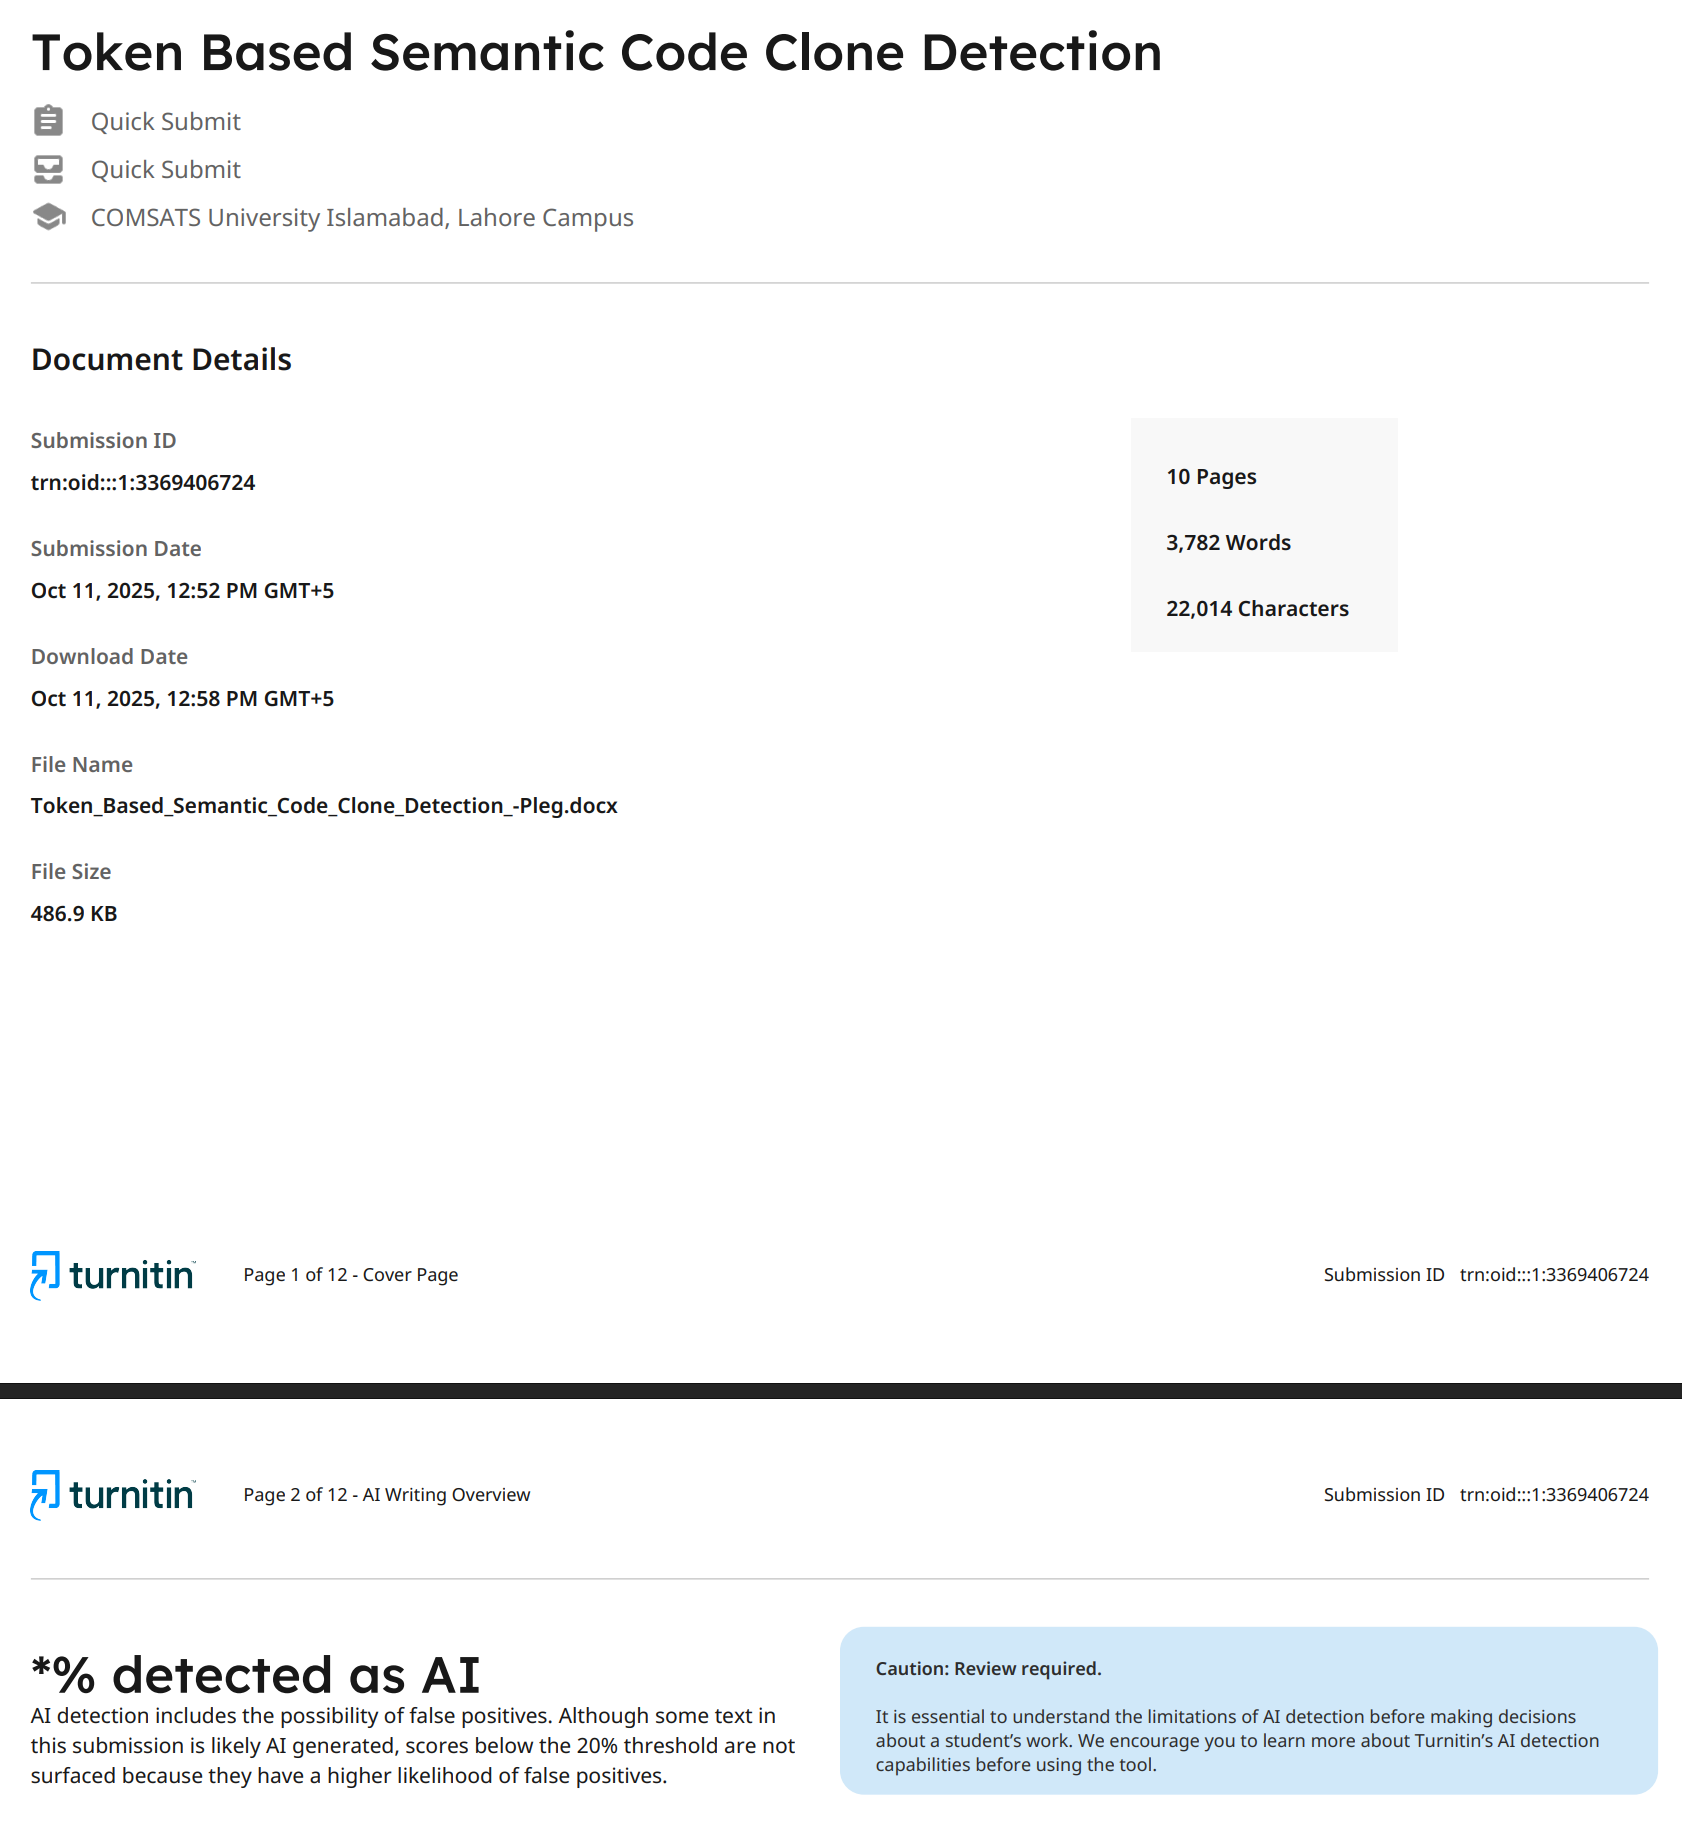 Token Based Semantic Code Clone Detection
Quick Submit
Quick Submit
COMSATS University Islamabad, Lahore Campus
Document Details
Submission ID
trn:oid:::1:3369406724
Submission Date
Oct 11, 2025, 12:52 PM GMT+5
Download Date
Oct 11, 2025, 12:58 PM GMT+5
File Name
Token_Based_Semantic_Code_Clone_Detection_-Pleg.docx
File Size
486.9 KB
10 Pages
3,782 Words
22,014 Characters
turnitin Page 1 of 12 - Cover Page Submission ID trn:oid:::1:3369406724
turnitin Page 2 of 12 - AI Writing Overview Submission ID trn:oid:::1:3369406724
*% detected as AI
AI detection includes the possibility of false positives. Although some text in
this submission is likely AI generated, scores below the 20% threshold are not
surfaced because they have a higher likelihood of false positives.
Caution: Review required.
It is essential to understand the limitations of AI detection before making decisions
about a student’s work. We encourage you to learn more about Turnitin’s AI detection
capabilities before using the tool.